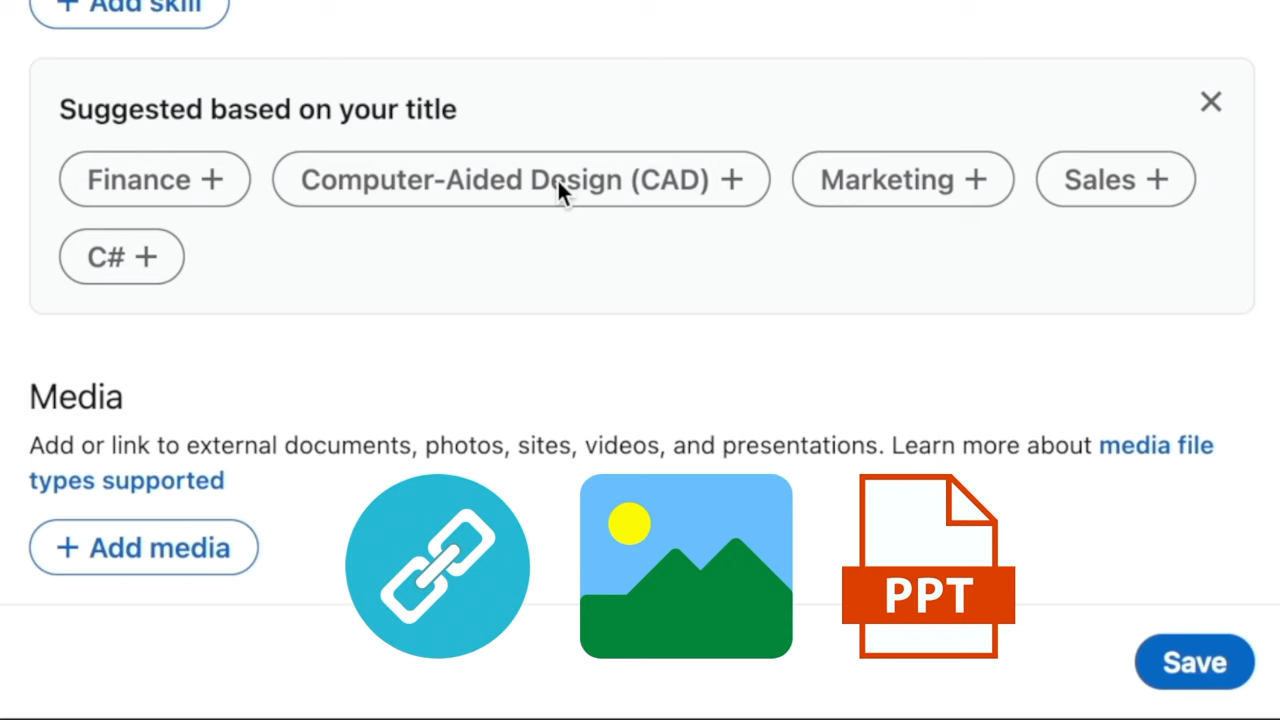 + Add skill
Suggested based on your title
Finance +
Computer-Aided Design (CAD) +
Marketing +
Sales +
C# +
Media
Add or link to external documents, photos, sites, videos, and presentations. Learn more about media file
types supported
+ Add media
PPT
Save